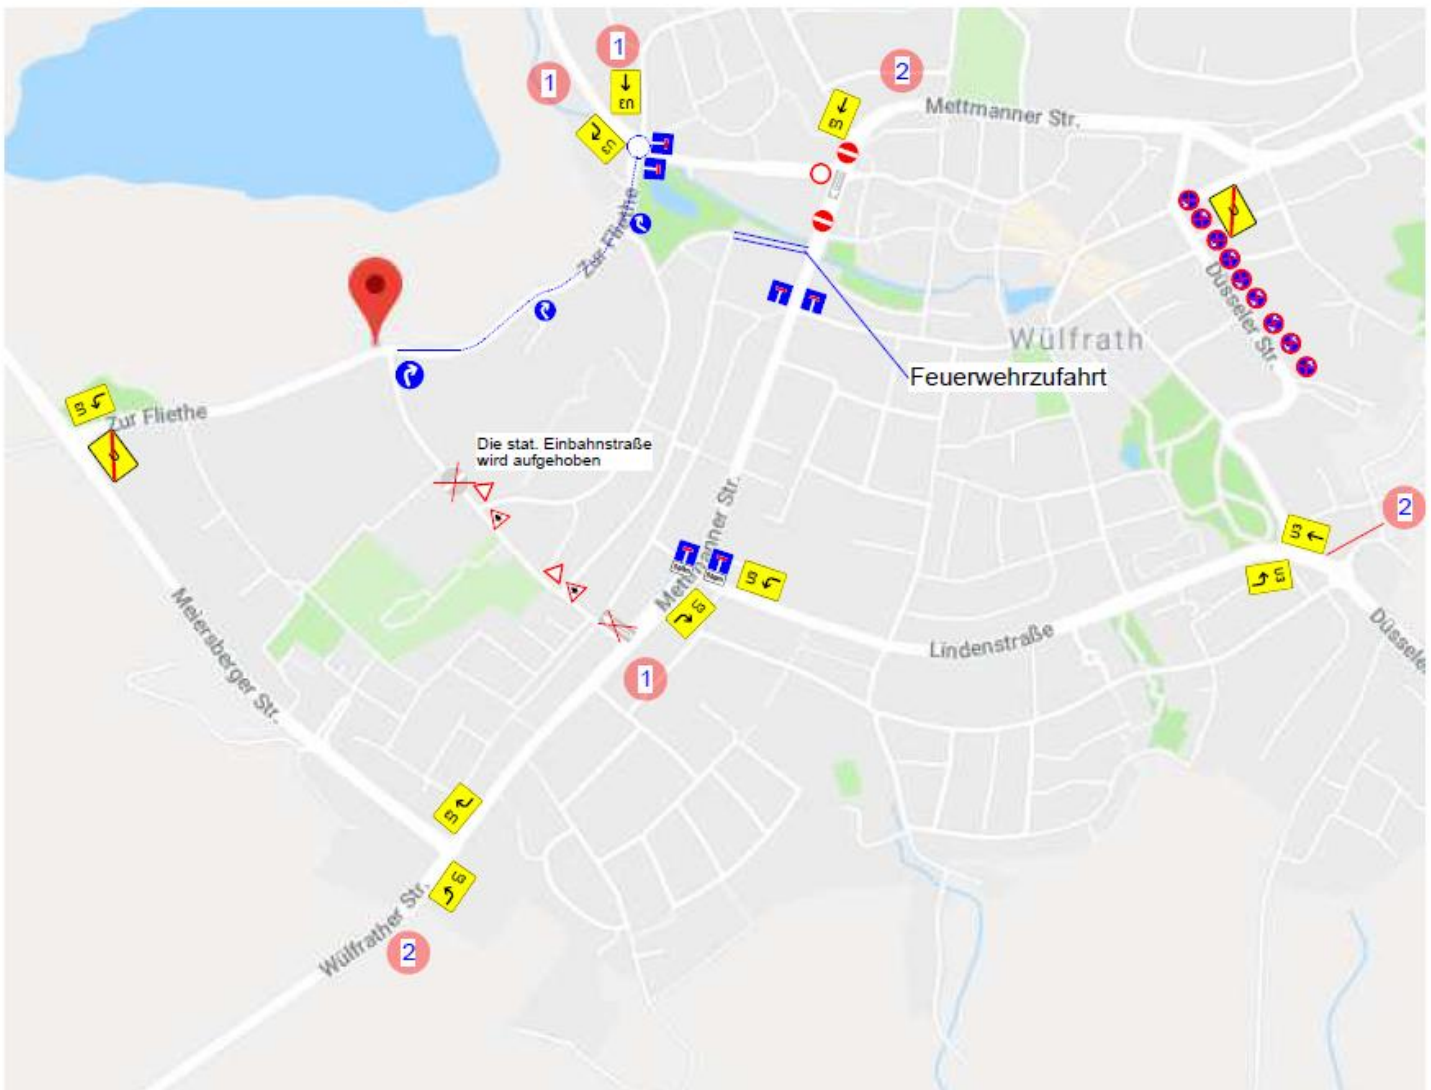 1
1
2
U3
U3
U3
Mettmanner Str.
Zur Fliethe
Düsseler Str.
Wülfrath
Feuerwehrzufahrt
U3
Zur Fliethe
Die stat. Einbahnstraße
wird aufgehoben
2
U3
Mettmanner Str.
U3
U3
U3
Meiersberger Str.
Lindenstraße
Düsseler
1
U3
U3
Wülfrather Str.
2